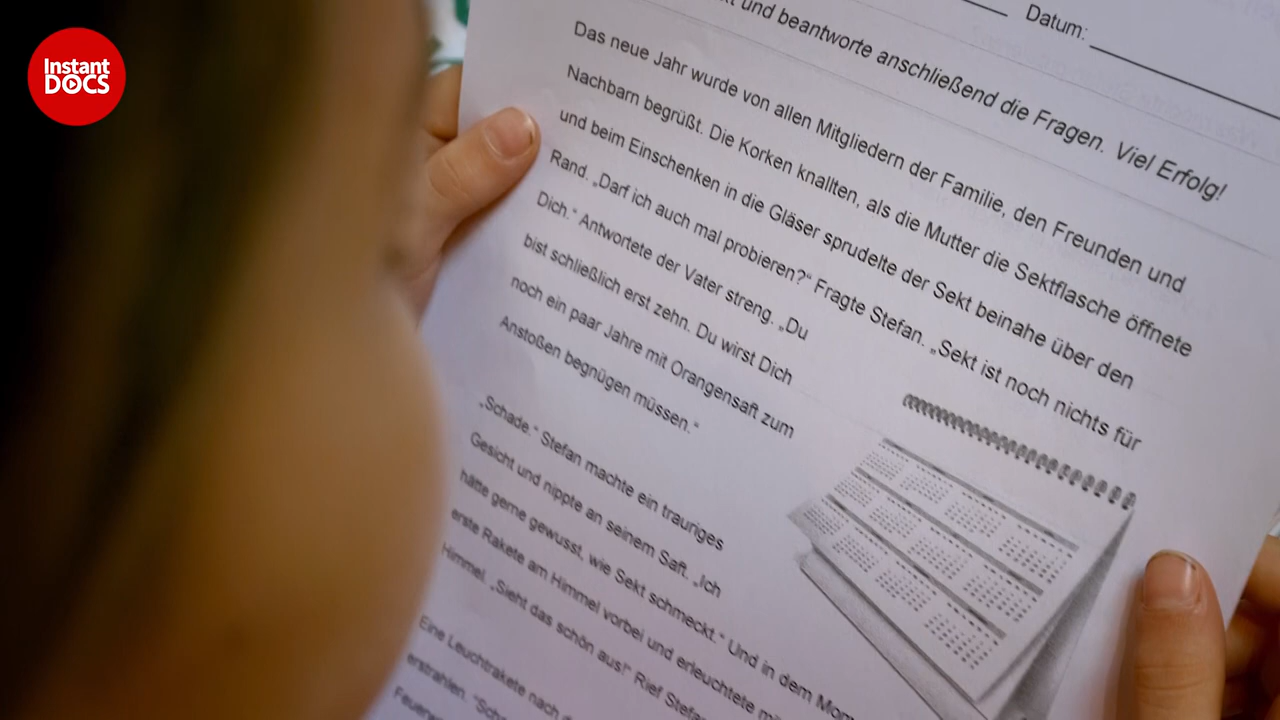 Instant
DOCS
Datum:
und beantworte anschließend die Fragen. Viel Erfolg!
Das neue Jahr wurde von allen Mitgliedern der Familie, den Freunden und
Nachbarn begrüßt. Die Korken knallten, als die Mutter die Sektflasche öffnete
und beim Einschenken in die Gläser sprudelte der Sekt beinahe über den
Rand. „Darf ich auch mal probieren?“ Fragte Stefan. „Sekt ist noch nichts für
Dich.“ Antwortete der Vater streng. „Du
bist schließlich erst zehn. Du wirst Dich
noch ein paar Jahre mit Orangensaft zum
Anstoßen begnügen müssen.“
„Schade.“ Stefan machte ein trauriges
Gesicht und nippte an seinem Saft. „Ich
hätte gerne gewusst, wie Sekt schmeckt.“ Und in dem
erste Rakete am Himmel vorbei und erleuchtete
Himmel. „Sieht das schön aus!“ Rief
Eine Leuchtrakete nach
erstrahlen.